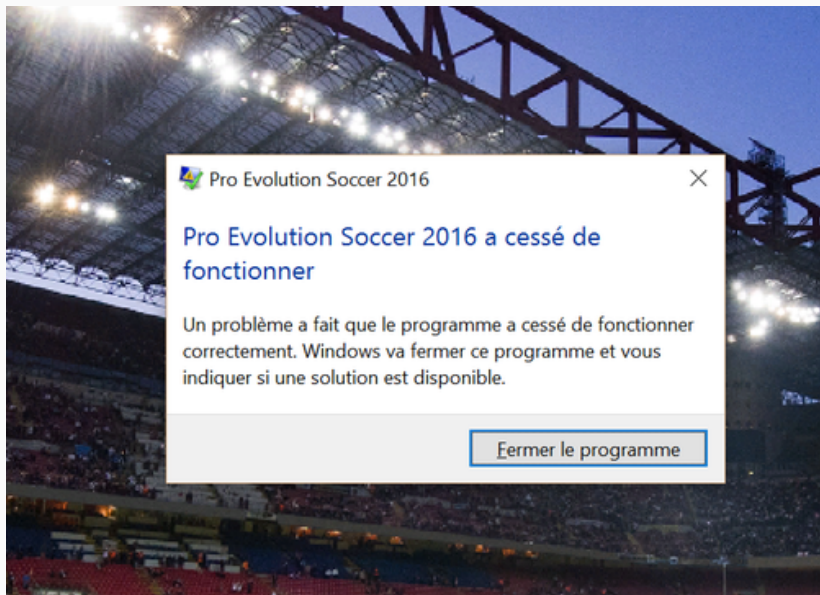 Pro Evolution Soccer 2016
Pro Evolution Soccer 2016 a cessé de
fonctionner
Un problème a fait que le programme a cessé de fonctionner
correctement. Windows va fermer ce programme et vous
indiquer si une solution est disponible.
Fermer le programme